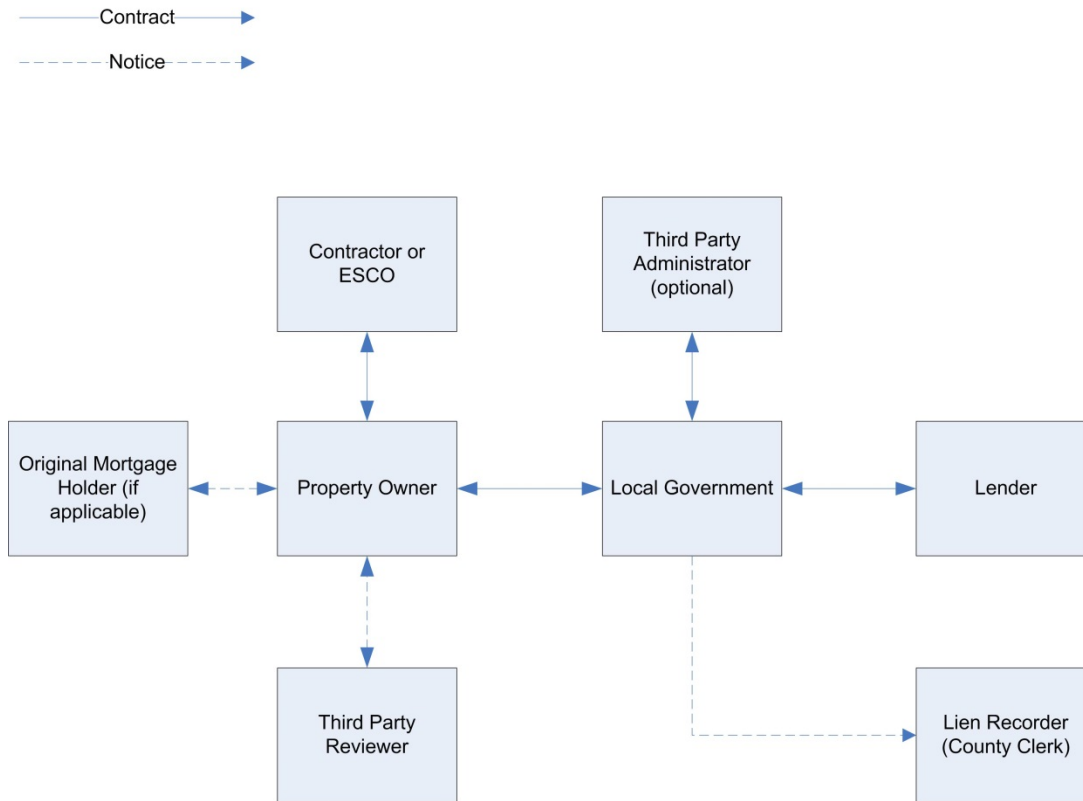 Contract
Notice
Contractor or
ESCO
Third Party
Administrator
(optional)
Original Mortgage
Holder (if
applicable)
Property Owner
Local Government
Lender
Third Party
Reviewer
Lien Recorder
(County Clerk)